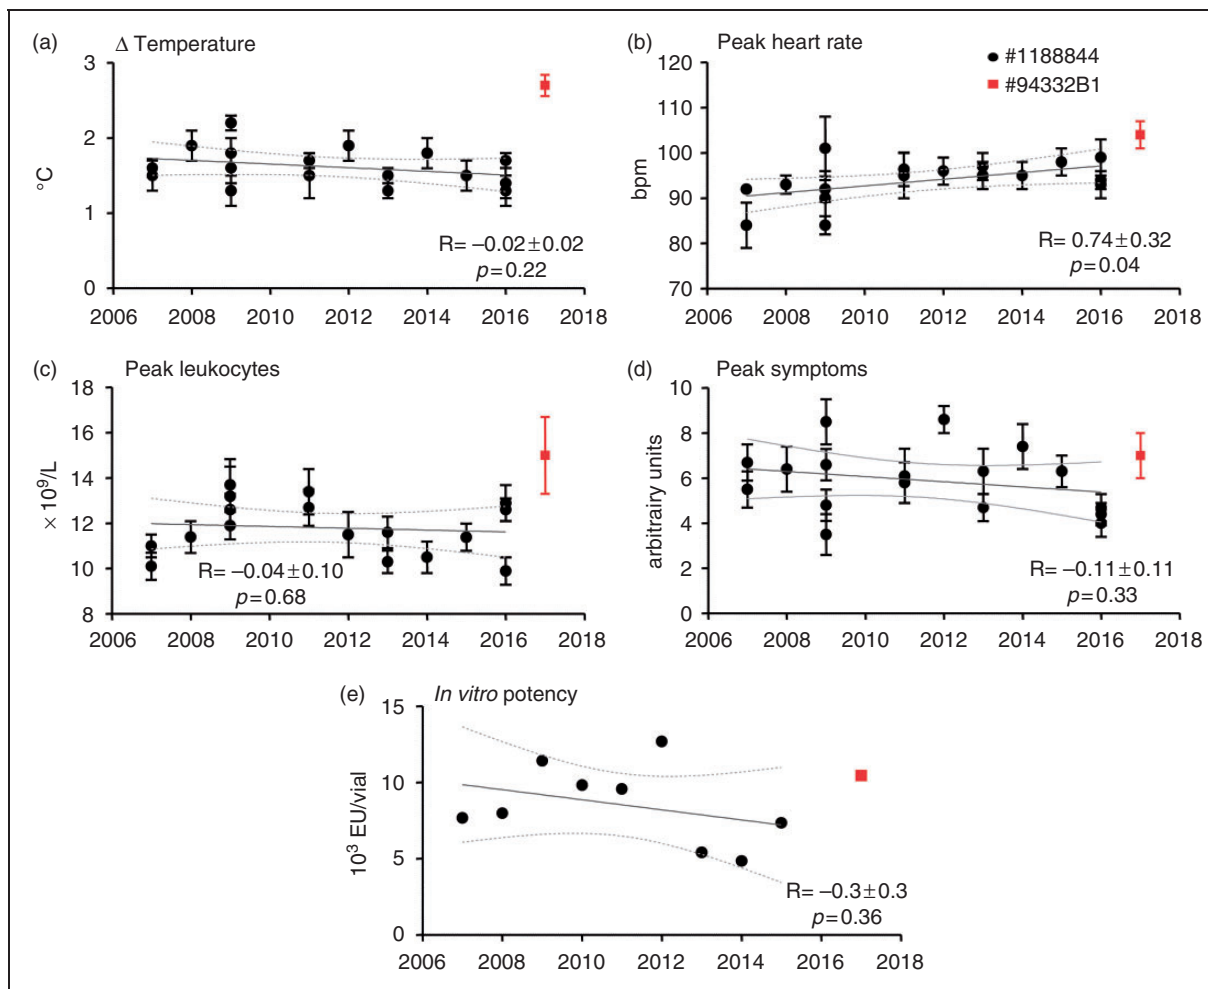 (a)
Δ Temperature
3
2
1
0
°C
R= –0.02±0.02
p=0.22
2006 2008 2010 2012 2014 2016 2018
(b)
Peak heart rate
#1188844
#94332B1
120
110
100
90
80
70
bpm
R= 0.74±0.32
p=0.04
2006 2008 2010 2012 2014 2016 2018
(c)
Peak leukocytes
18
16
14
12
10
8
×10⁹/L
R= –0.04±0.10
p=0.68
2006 2008 2010 2012 2014 2016 2018
(d)
Peak symptoms
10
8
6
4
2
0
arbitrairy units
R= –0.11±0.11
p=0.33
2006 2008 2010 2012 2014 2016 2018
(e)
In vitro potency
15
10
5
0
10³ EU/vial
R= –0.3±0.3
p=0.36
2006 2008 2010 2012 2014 2016 2018